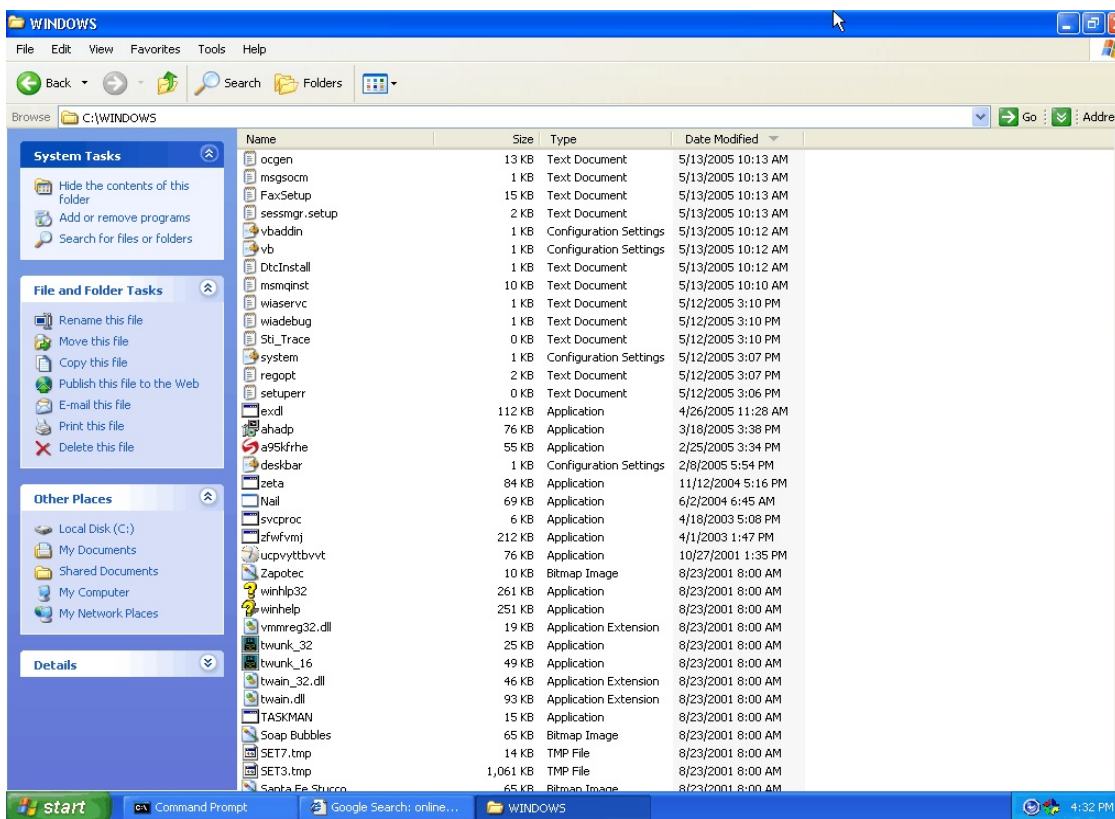 WINDOWS
File Edit View Favorites Tools Help
Back Search Folders
Browse C:\WINDOWS Go Addre
System Tasks
Hide the contents of this
folder
Add or remove programs
Search for files or folders
File and Folder Tasks
Rename this file
Move this file
Copy this file
Publish this file to the Web
E-mail this file
Print this file
Delete this file
Other Places
Local Disk (C:)
My Documents
Shared Documents
My Computer
My Network Places
Details
Name Size Type Date Modified
ocgen 13 KB Text Document 5/13/2005 10:13 AM
msgsocm 1 KB Text Document 5/13/2005 10:13 AM
FaxSetup 15 KB Text Document 5/13/2005 10:13 AM
sessmgr.setup 2 KB Text Document 5/13/2005 10:13 AM
vbaddin 1 KB Configuration Settings 5/13/2005 10:12 AM
vb 1 KB Configuration Settings 5/13/2005 10:12 AM
DtcInstall 1 KB Text Document 5/13/2005 10:12 AM
msmqinst 10 KB Text Document 5/13/2005 10:10 AM
wiaservc 1 KB Text Document 5/12/2005 3:10 PM
wiadebug 1 KB Text Document 5/12/2005 3:10 PM
Sti_Trace 0 KB Text Document 5/12/2005 3:10 PM
system 1 KB Configuration Settings 5/12/2005 3:07 PM
regopt 2 KB Text Document 5/12/2005 3:07 PM
setuperr 0 KB Text Document 5/12/2005 3:06 PM
exdl 112 KB Application 4/26/2005 11:28 AM
ahadp 76 KB Application 3/18/2005 3:38 PM
a95kfrhe 55 KB Application 2/25/2005 3:34 PM
deskbar 1 KB Configuration Settings 2/8/2005 5:54 PM
zeta 84 KB Application 11/12/2004 5:16 PM
Nail 69 KB Application 6/2/2004 6:45 AM
svcproc 6 KB Application 4/18/2003 5:08 PM
zfwfvmj 212 KB Application 4/1/2003 1:47 PM
ucpvyttbvvt 76 KB Application 10/27/2001 1:35 PM
Zapotec 10 KB Bitmap Image 8/23/2001 8:00 AM
winhlp32 261 KB Application 8/23/2001 8:00 AM
winhelp 251 KB Application 8/23/2001 8:00 AM
vmmreg32.dll 19 KB Application Extension 8/23/2001 8:00 AM
twunk_32 25 KB Application 8/23/2001 8:00 AM
twunk_16 49 KB Application 8/23/2001 8:00 AM
twain_32.dll 46 KB Application Extension 8/23/2001 8:00 AM
twain.dll 93 KB Application Extension 8/23/2001 8:00 AM
TASKMAN 15 KB Application 8/23/2001 8:00 AM
Soap Bubbles 65 KB Bitmap Image 8/23/2001 8:00 AM
SET7.tmp 14 KB TMP File 8/23/2001 8:00 AM
SET3.tmp 1,061 KB TMP File 8/23/2001 8:00 AM
Santa Fe Stucco 65 KB Bitmap Image 8/23/2001 8:00 AM
start Command Prompt Google Search: online... WINDOWS 4:32 PM